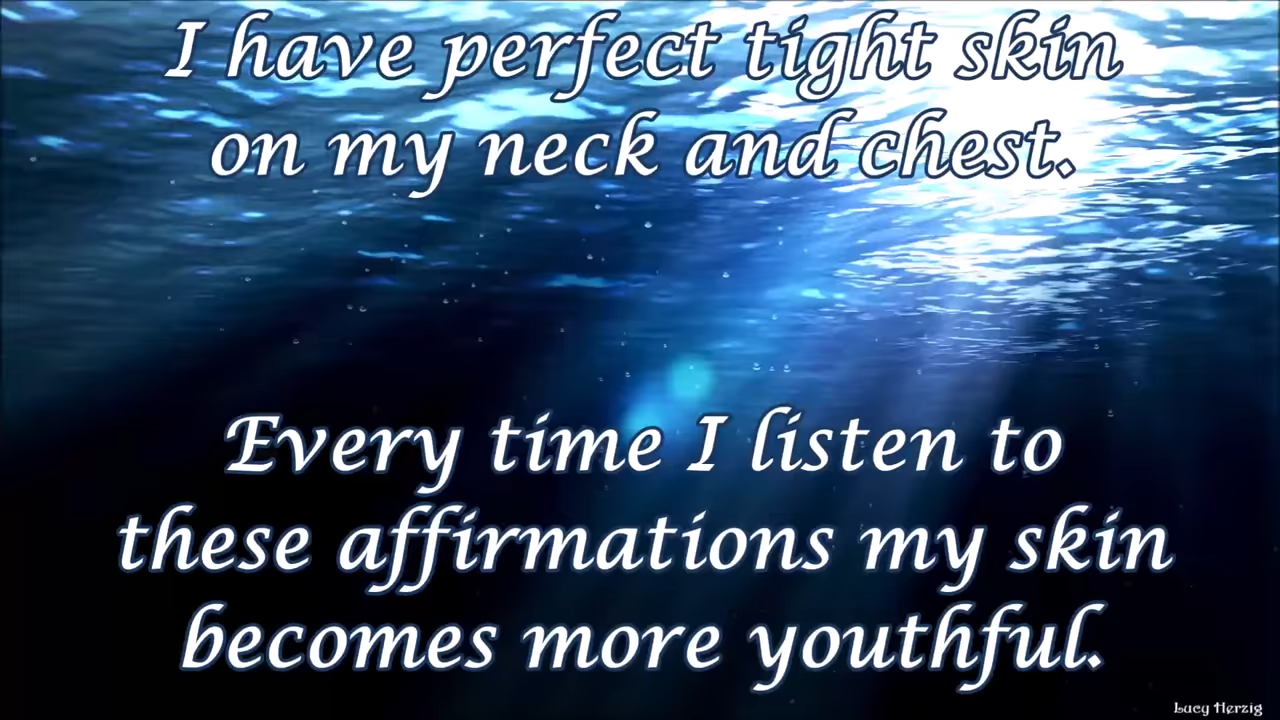 I have perfect tight skin
on my neck and chest.
Every time I listen to
these affirmations my skin
becomes more youthful.
Lucy Herzig